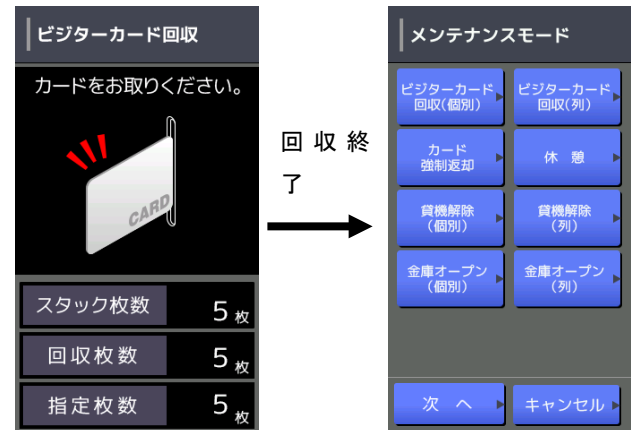 ビジターカード回収
カードをお取りください。
CARD
スタック枚数 5枚
回収枚数 5枚
指定枚数 5枚
回収終
了
メンテナンスモード
ビジターカード
回収(個別)
ビジターカード
回収(列)
カード
強制返却
休 憩
貸機解除
(個別)
貸機解除
(列)
金庫オープン
(個別)
金庫オープン
(列)
次 へ
キャンセル